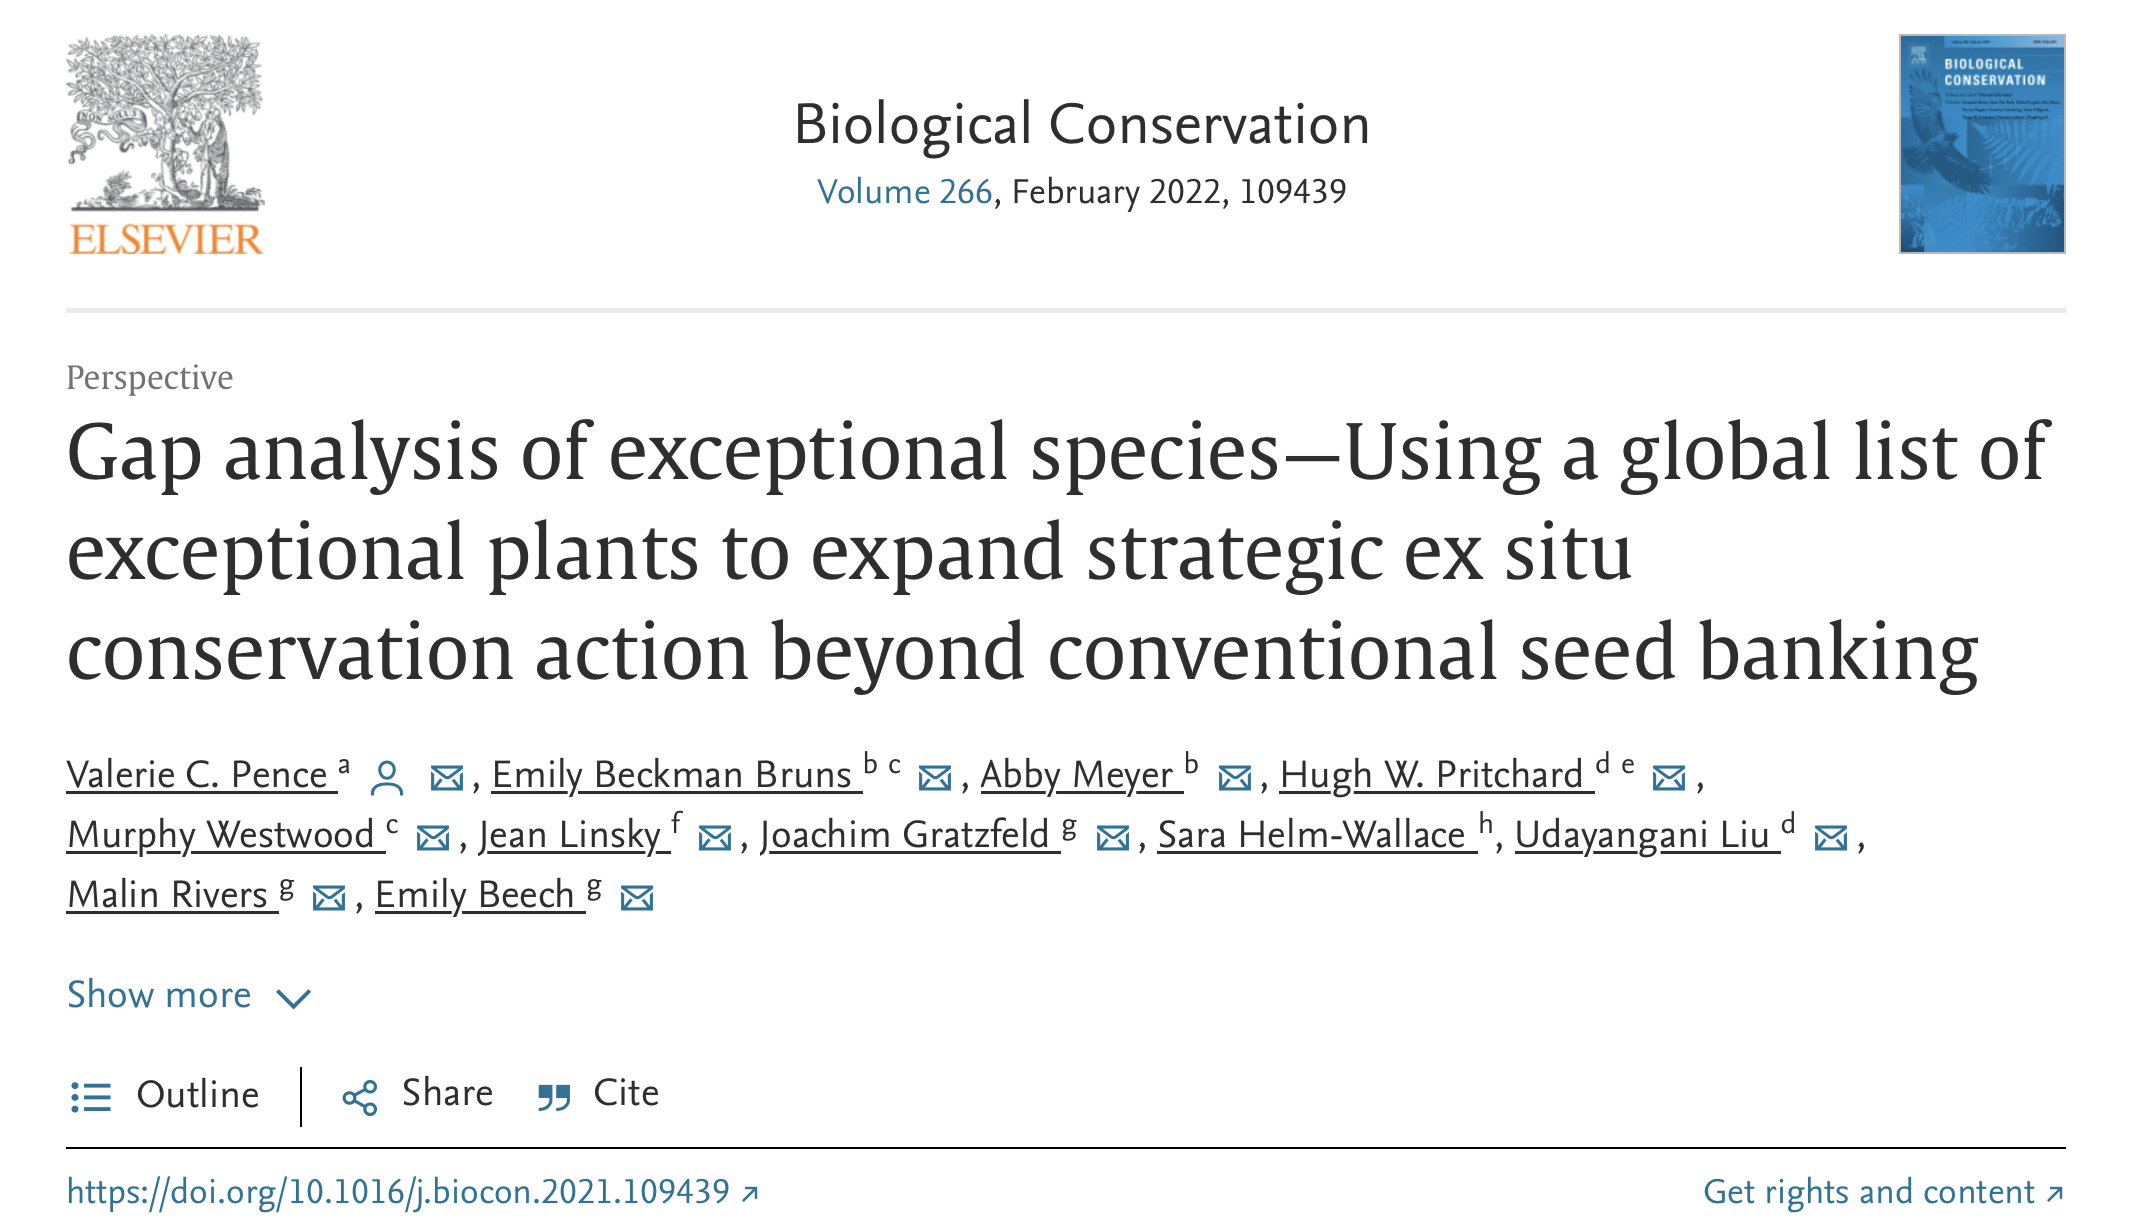 NON SOLUS
ELSEVIER
Biological Conservation
Volume 266, February 2022, 109439
BIOLOGICAL
CONSERVATION
Perspective
Gap analysis of exceptional species—Using a global list of
exceptional plants to expand strategic ex situ
conservation action beyond conventional seed banking
Valerie C. Pence a, Emily Beckman Bruns b c, Abby Meyer b, Hugh W. Pritchard d e,
Murphy Westwood c, Jean Linsky f, Joachim Gratzfeld g, Sara Helm-Wallace h, Udayangani Liu d,
Malin Rivers g, Emily Beech g
Show more
Outline
Share
Cite
https://doi.org/10.1016/j.biocon.2021.109439
Get rights and content